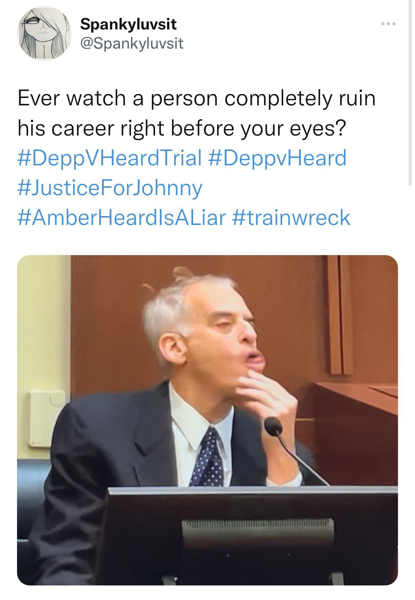 Spankyluvsit
@Spankyluvsit
Ever watch a person completely ruin
his career right before your eyes?
#DeppVHeardTrial #DeppvHeard
#JusticeForJohnny
#AmberHeardIsALiar #trainwreck